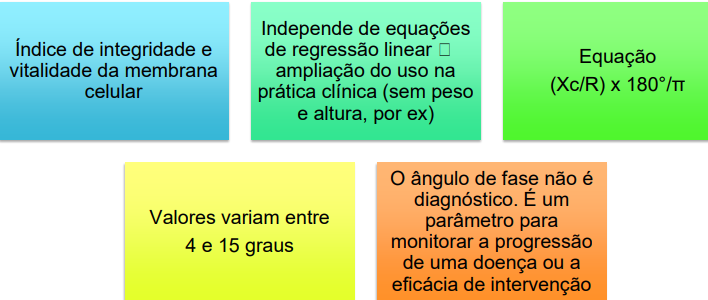 Índice de integridade e
vitalidade da membrana
celular
Independe de equações
de regressão linear □
ampliação do uso na
prática clínica (sem peso
e altura, por ex)
Equação
(Xc/R) x 180°/π
Valores variam entre
4 e 15 graus
O ângulo de fase não é
diagnóstico. É um
parâmetro para
monitorar a progressão
de uma doença ou a
eficácia de intervenção